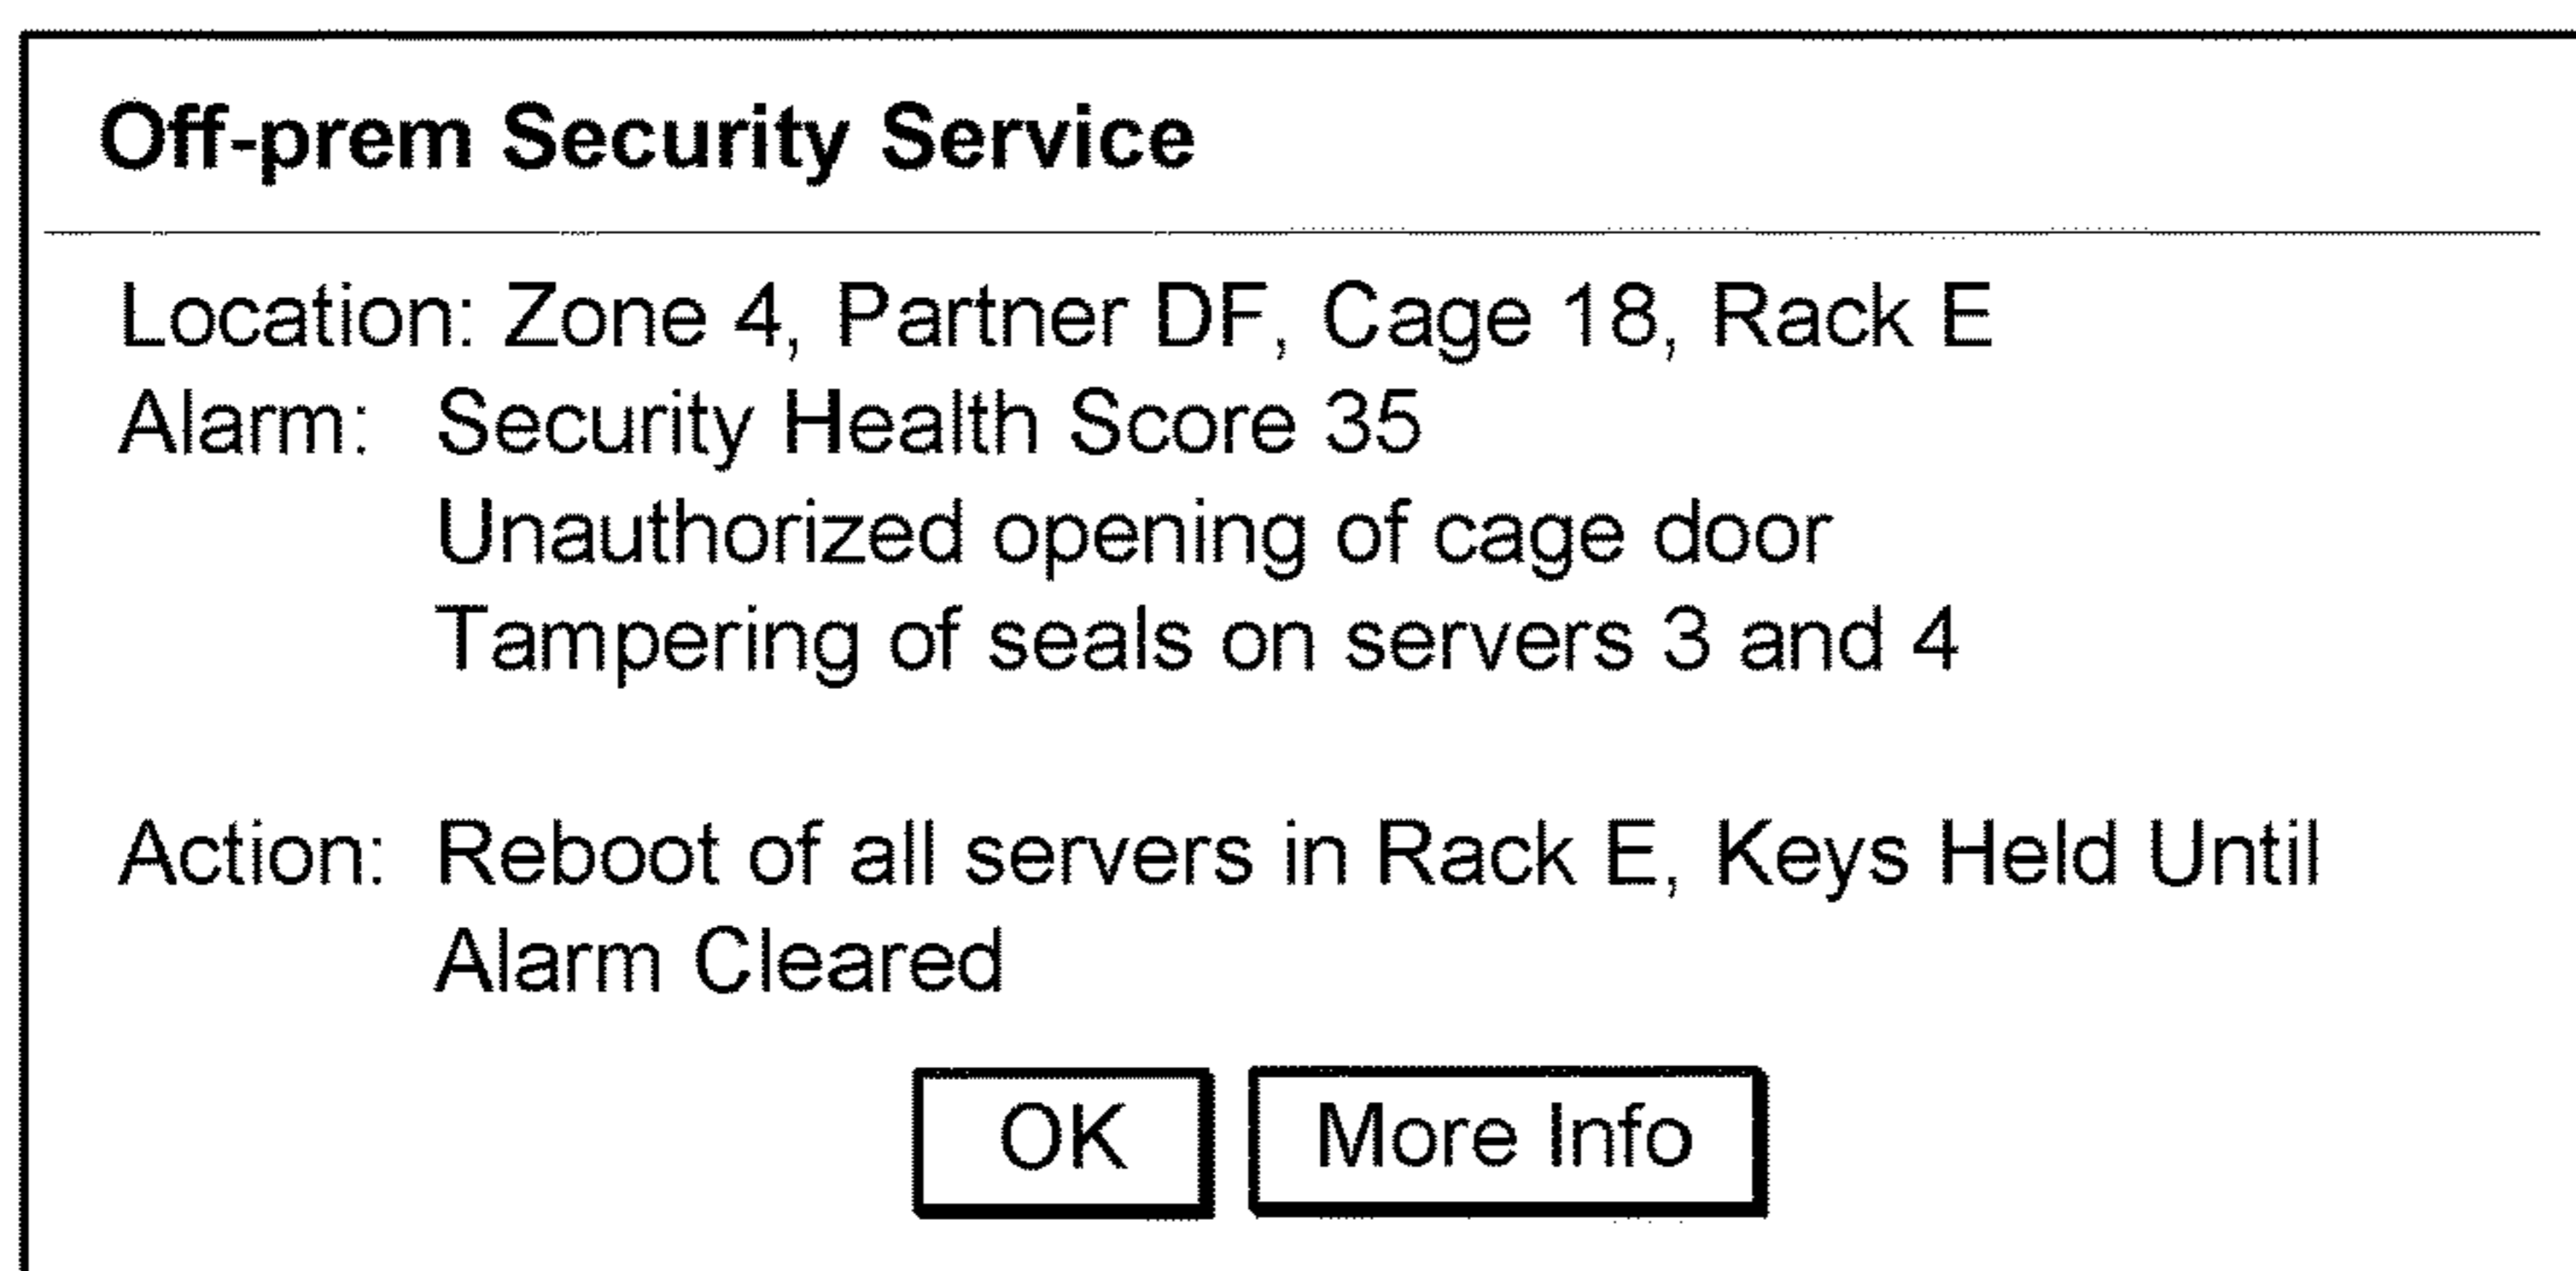 Off-prem Security Service
Location: Zone 4, Partner DF, Cage 18, Rack E
Alarm: Security Health Score 35
Unauthorized opening of cage door
Tampering of seals on servers 3 and 4
Action: Reboot of all servers in Rack E, Keys Held Until
Alarm Cleared
OK More Info